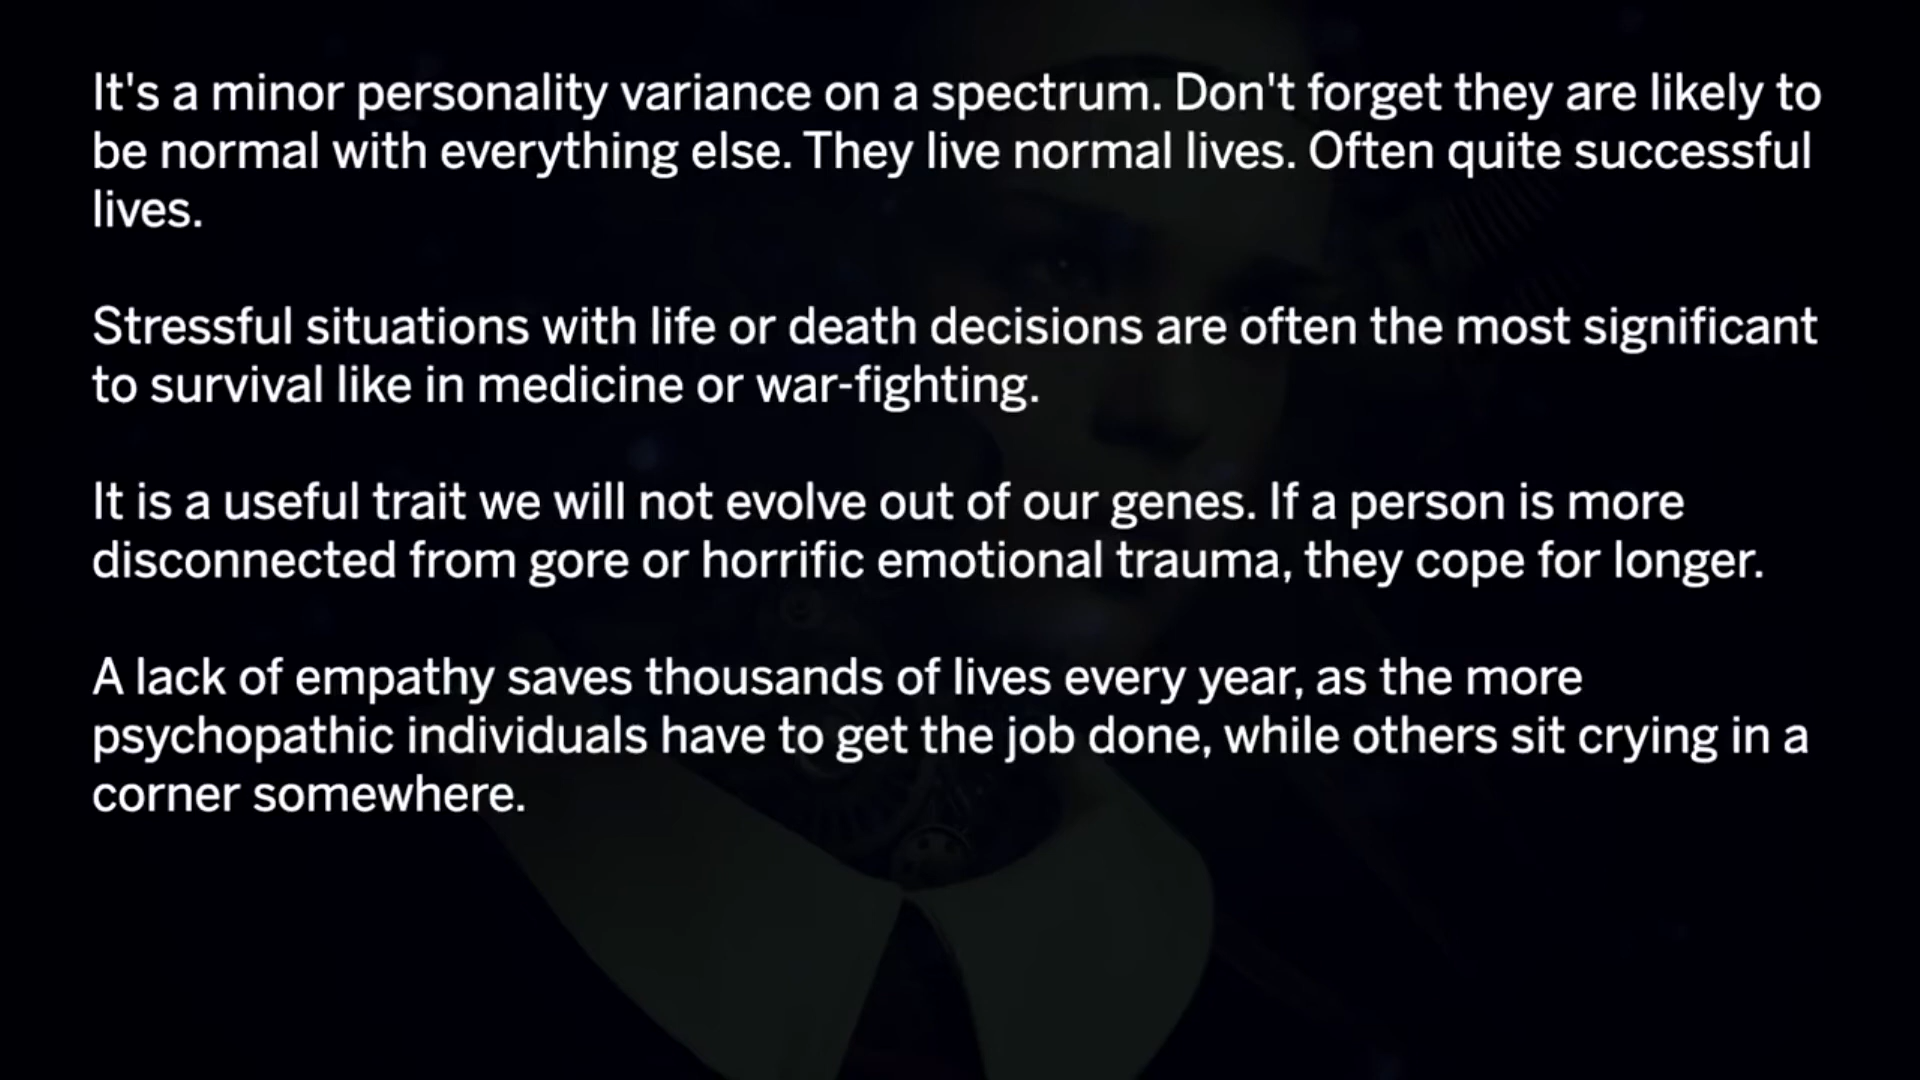 It's a minor personality variance on a spectrum. Don't forget they are likely to
be normal with everything else. They live normal lives. Often quite successful
lives.
Stressful situations with life or death decisions are often the most significant
to survival like in medicine or war-fighting.
It is a useful trait we will not evolve out of our genes. If a person is more
disconnected from gore or horrific emotional trauma, they cope for longer.
A lack of empathy saves thousands of lives every year, as the more
psychopathic individuals have to get the job done, while others sit crying in a
corner somewhere.